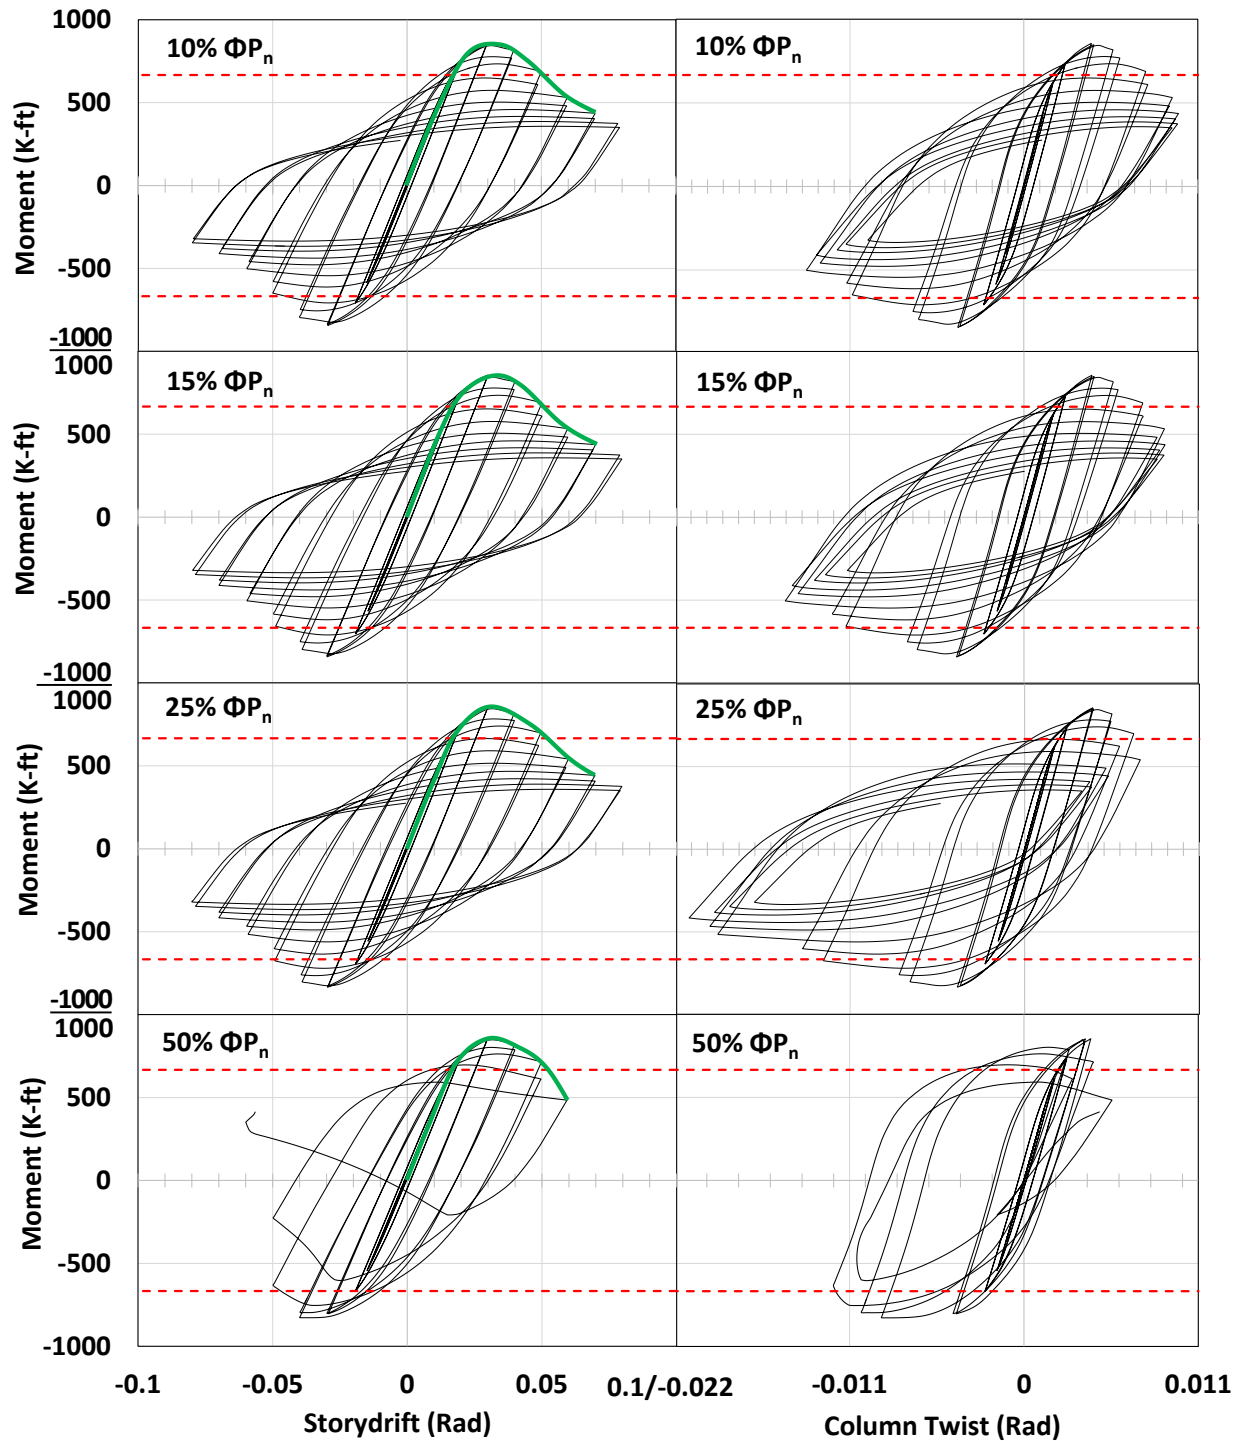 1000
10% ΦPn
10% ΦPn
500
Moment (K-ft)
0
-500
-1000
1000
15% ΦPn
15% ΦPn
500
Moment (K-ft)
0
-500
-1000
1000
25% ΦPn
25% ΦPn
500
Moment (K-ft)
0
-500
-1000
1000
50% ΦPn
50% ΦPn
500
Moment (K-ft)
0
-500
-1000
-0.1 -0.05 0 0.05 0.1/-0.022 -0.011 0 0.011
Storydrift (Rad) Column Twist (Rad)